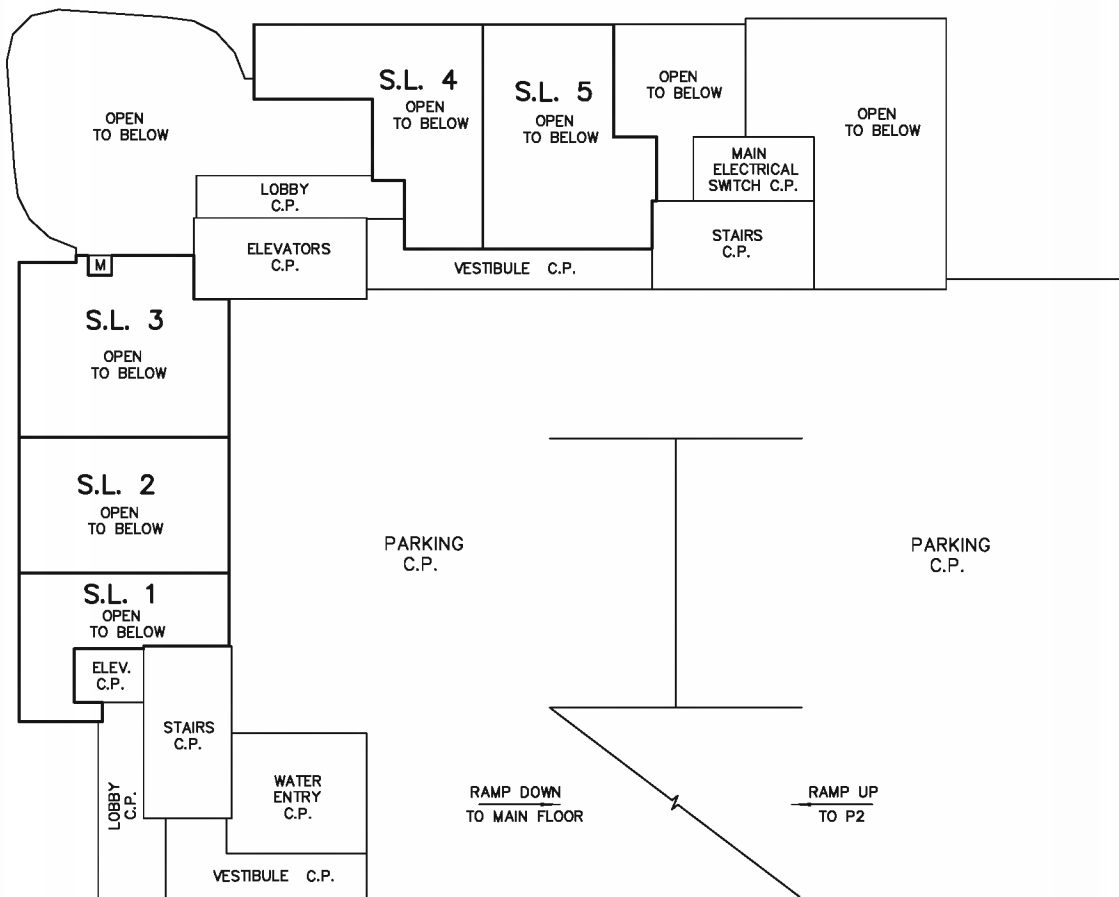 S.L. 4
OPEN
TO BELOW
S.L. 5
OPEN
TO BELOW
OPEN
TO BELOW
OPEN
TO BELOW
OPEN
TO BELOW
MAIN
ELECTRICAL
SWITCH C.P.
LOBBY
C.P.
ELEVATORS
C.P.
STAIRS
C.P.
VESTIBULE C.P.
M
S.L. 3
OPEN
TO BELOW
S.L. 2
OPEN
TO BELOW
PARKING
C.P.
PARKING
C.P.
S.L. 1
OPEN
TO BELOW
ELEV.
C.P.
STAIRS
C.P.
LOBBY
C.P.
WATER
ENTRY
C.P.
RAMP DOWN
TO MAIN FLOOR
RAMP UP
TO P2
VESTIBULE C.P.